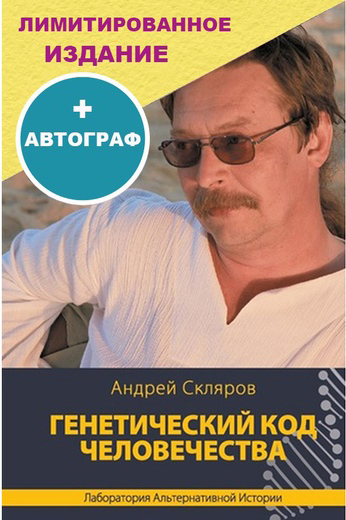 ЛИМИТИРОВАННОЕ
ИЗДАНИЕ
+
АВТОГРАФ
Андрей Скляров
ГЕНЕТИЧЕСКИЙ КОД
ЧЕЛОВЕЧЕСТВА
Лаборатория Альтернативной Истории